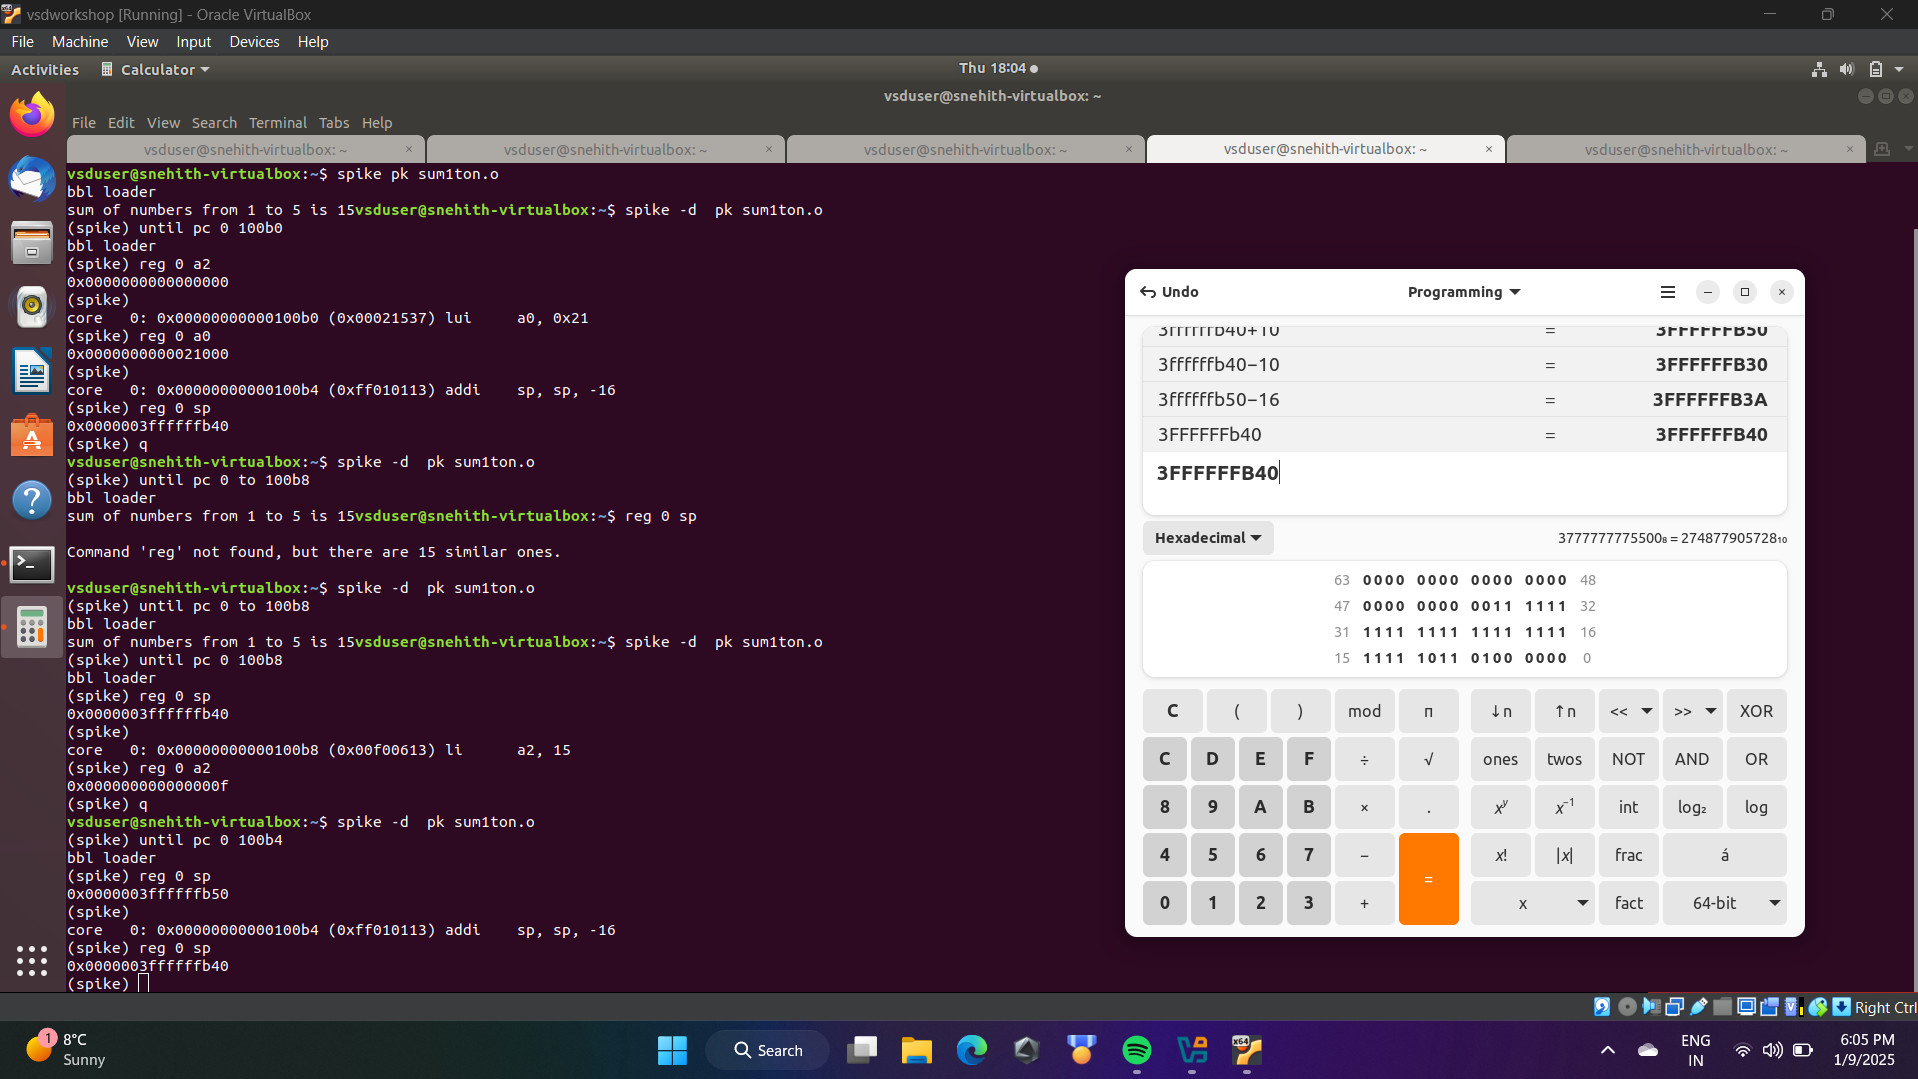 vsdworkshop [Running] - Oracle VirtualBox
File Machine View Input Devices Help
Activities Calculator Thu 18:04
vsduser@snehith-virtualbox: ~
File Edit View Search Terminal Tabs Help
vsduser@snehith-virtualbox: ~ × vsduser@snehith-virtualbox: ~ × vsduser@snehith-virtualbox: ~ × vsduser@snehith-virtualbox: ~ × vsduser@snehith-virtualbox: ~ ×
vsduser@snehith-virtualbox:~$ spike pk sum1ton.o
bbl loader
sum of numbers from 1 to 5 is 15vsduser@snehith-virtualbox:~$ spike -d  pk sum1ton.o
(spike) until pc 0 100b0
bbl loader
(spike) reg 0 a2
0x0000000000000000
(spike)
core   0: 0x00000000000100b0 (0x00021537) lui     a0, 0x21
(spike) reg 0 a0
0x0000000000021000
(spike)
core   0: 0x00000000000100b4 (0xff010113) addi    sp, sp, -16
(spike) reg 0 sp
0x0000003ffffffb40
(spike) q
vsduser@snehith-virtualbox:~$ spike -d  pk sum1ton.o
(spike) until pc 0 to 100b8
bbl loader
sum of numbers from 1 to 5 is 15vsduser@snehith-virtualbox:~$ reg 0 sp
Command 'reg' not found, but there are 15 similar ones.
vsduser@snehith-virtualbox:~$ spike -d  pk sum1ton.o
(spike) until pc 0 to 100b8
bbl loader
sum of numbers from 1 to 5 is 15vsduser@snehith-virtualbox:~$ spike -d  pk sum1ton.o
(spike) until pc 0 100b8
bbl loader
(spike) reg 0 sp
0x0000003ffffffb40
(spike)
core   0: 0x00000000000100b8 (0x00f00613) li      a2, 15
(spike) reg 0 a2
0x000000000000000f
(spike) q
vsduser@snehith-virtualbox:~$ spike -d  pk sum1ton.o
(spike) until pc 0 100b4
bbl loader
(spike) reg 0 sp
0x0000003ffffffb50
(spike)
core   0: 0x00000000000100b4 (0xff010113) addi    sp, sp, -16
(spike) reg 0 sp
0x0000003ffffffb40
(spike)
Undo Programming
3ffffffb40+10 = 3FFFFFFB50
3ffffffb40−10 = 3FFFFFFB30
3ffffffb50−16 = 3FFFFFFB3A
3FFFFFFb40 = 3FFFFFFB40
3FFFFFFB40
Hexadecimal 3777777775500₈ = 274877905728₁₀
63 0000 0000 0000 0000 48
47 0000 0000 0011 1111 32
31 1111 1111 1111 1111 16
15 1111 1011 0100 0000 0
C ( ) mod π ↓n ↑n << >> XOR
C D E F ÷ √ ones twos NOT AND OR
8 9 A B × . xʸ x⁻¹ int log₂ log
4 5 6 7 − = x! |x| frac á
0 1 2 3 + x fact 64-bit
Right Ctrl
1 8°C
Sunny
Search
x64
ENG
IN
6:05 PM
1/9/2025